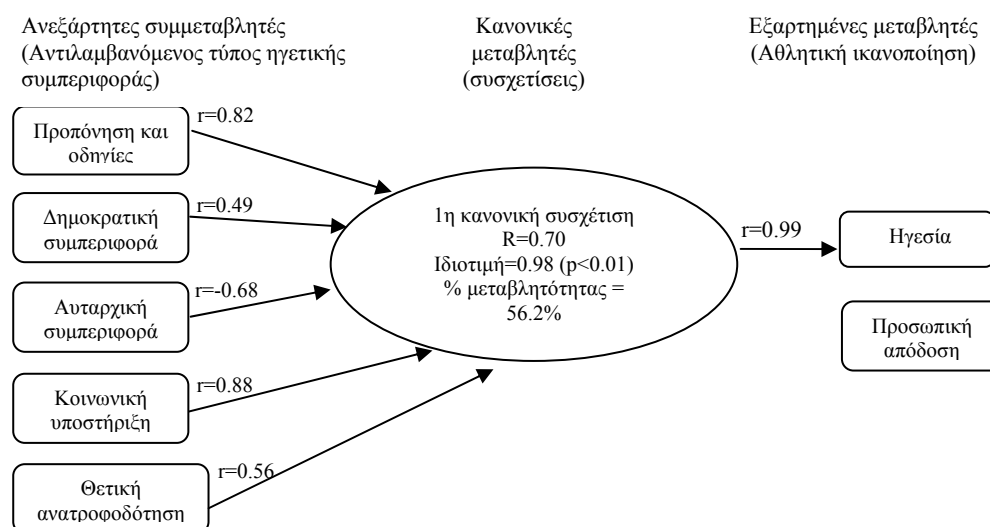 Ανεξάρτητες συμμεταβλητές
(Αντιλαμβανόμενος τύπος ηγετικής
συμπεριφοράς)
Κανονικές
μεταβλητές
(συσχετίσεις)
Εξαρτημένες μεταβλητές
(Αθλητική ικανοποίηση)
Προπόνηση και
οδηγίες
r=0.82
Δημοκρατική
συμπεριφορά
r=0.49
Αυταρχική
συμπεριφορά
r=-0.68
Κοινωνική
υποστήριξη
r=0.88
Θετική
ανατροφοδότηση
r=0.56
1η κανονική συσχέτιση
R=0.70
Ιδιοτιμή=0.98 (p<0.01)
% μεταβλητότητας =
56.2%
r=0.99
Ηγεσία
Προσωπική
απόδοση